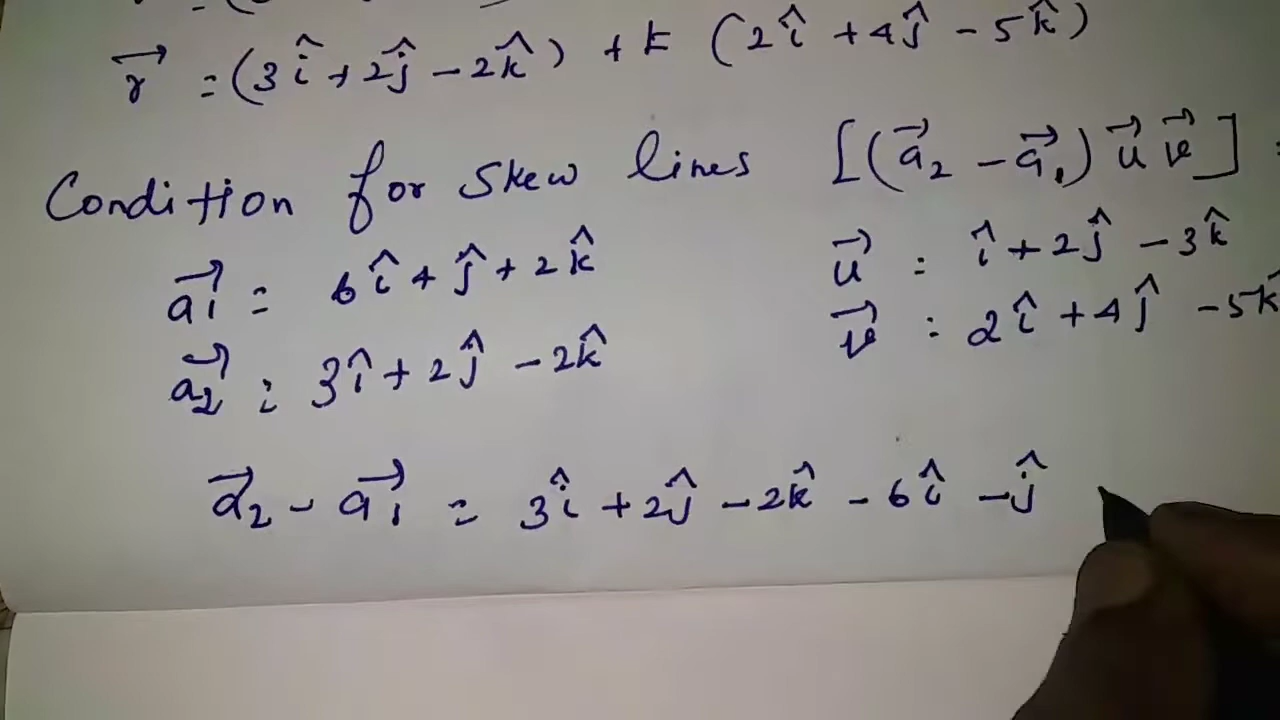 r⃗ = (3î + 2ĵ - 2k̂) + t (2î + 4ĵ - 5k̂)
Condition for skew lines [(a⃗₂ - a⃗₁) u⃗ v⃗]
a⃗₁ = 6î + ĵ + 2k̂
u⃗ = î + 2ĵ - 3k̂
a⃗₂ = 3î + 2ĵ - 2k̂
v⃗ = 2î + 4ĵ - 5k̂
a⃗₂ - a⃗₁ = 3î + 2ĵ - 2k̂ - 6î - ĵ